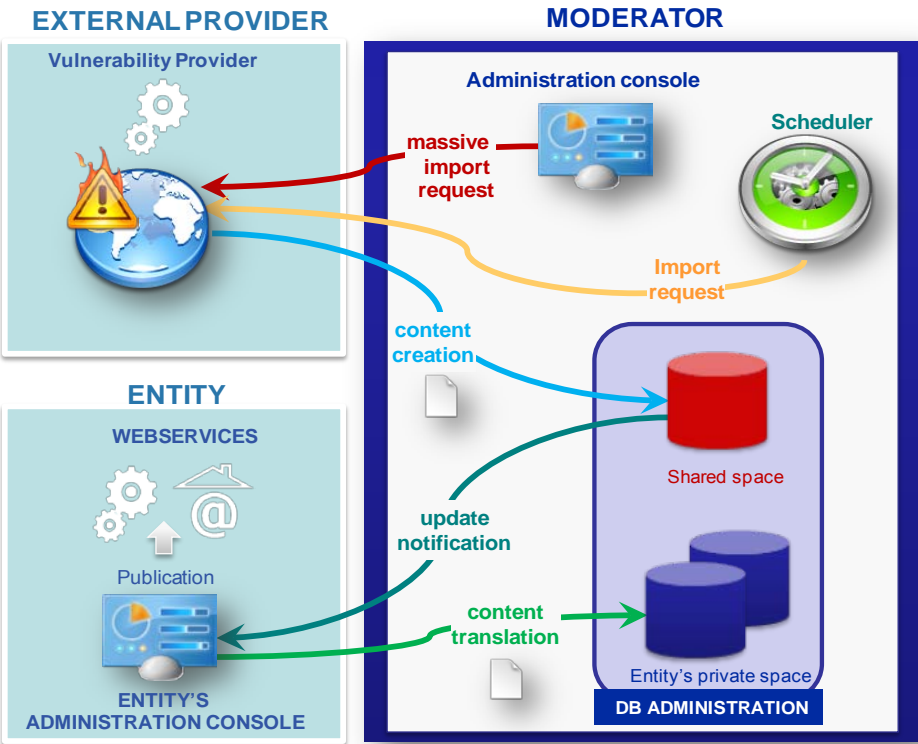 EXTERNAL PROVIDER
Vulnerability Provider
MODERATOR
Administration console
Scheduler
massive
import
request
Import
request
content
creation
Shared space
update
notification
content
translation
Entity's private space
DB ADMINISTRATION
ENTITY
WEBSERVICES
@
Publication
ENTITY'S
ADMINISTRATION CONSOLE